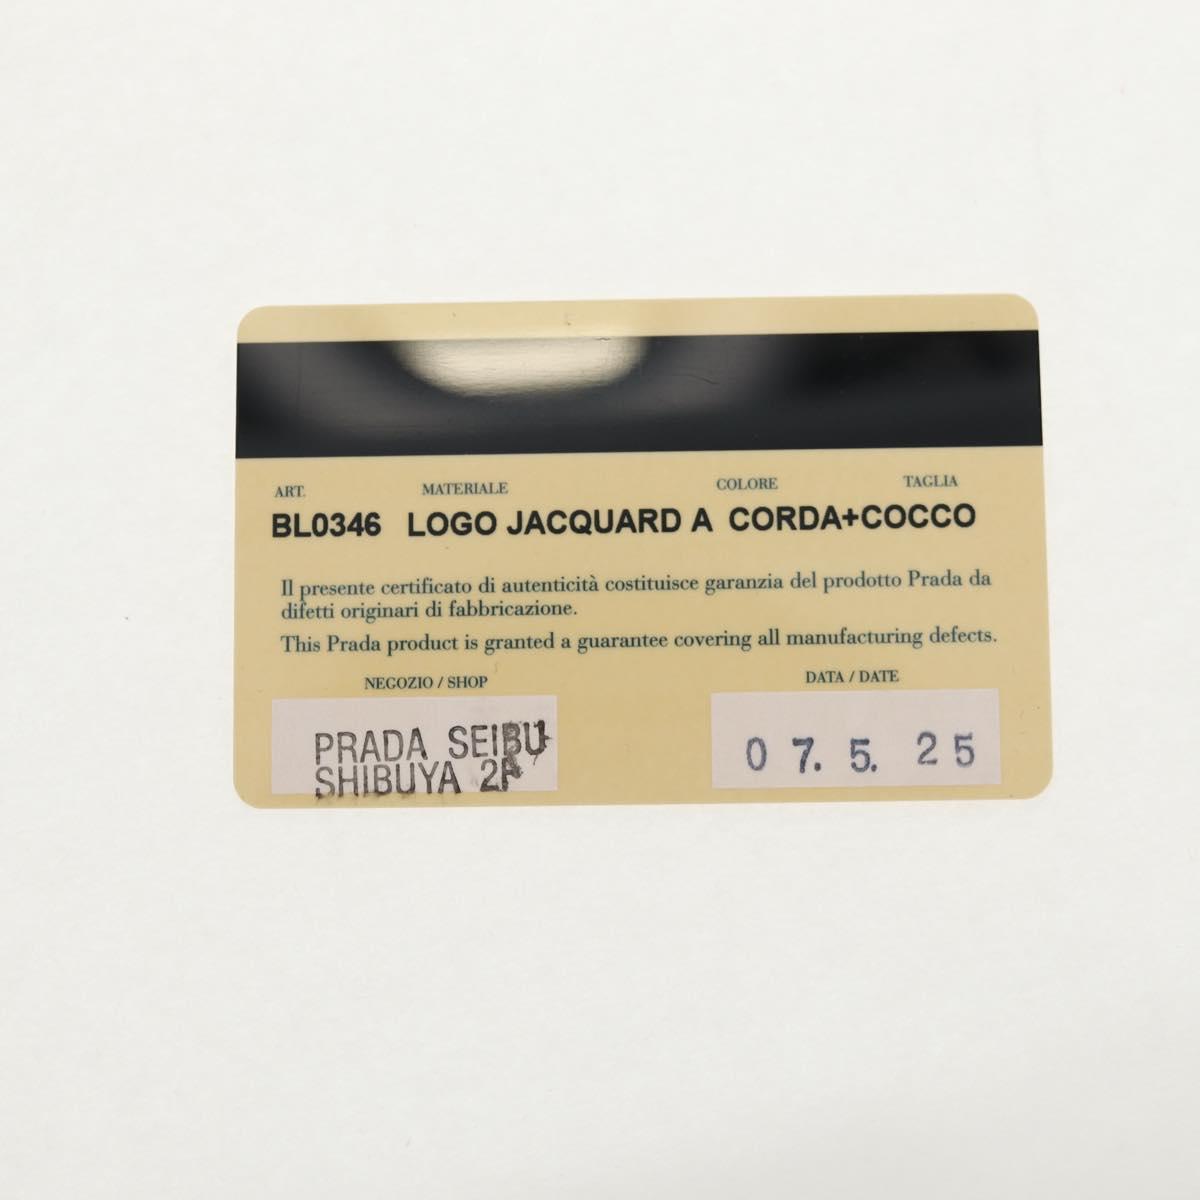 ART. MATERIALE COLORE TAGLIA
BL0346 LOGO JACQUARD A CORDA+COCCO
Il presente certificato di autenticità costituisce garanzia del prodotto Prada da
difetti originari di fabbricazione.
This Prada product is granted a guarantee covering all manufacturing defects.
NEGOZIO / SHOP DATA / DATE
PRADA SEIBU
SHIBUYA 2F
07.5.25